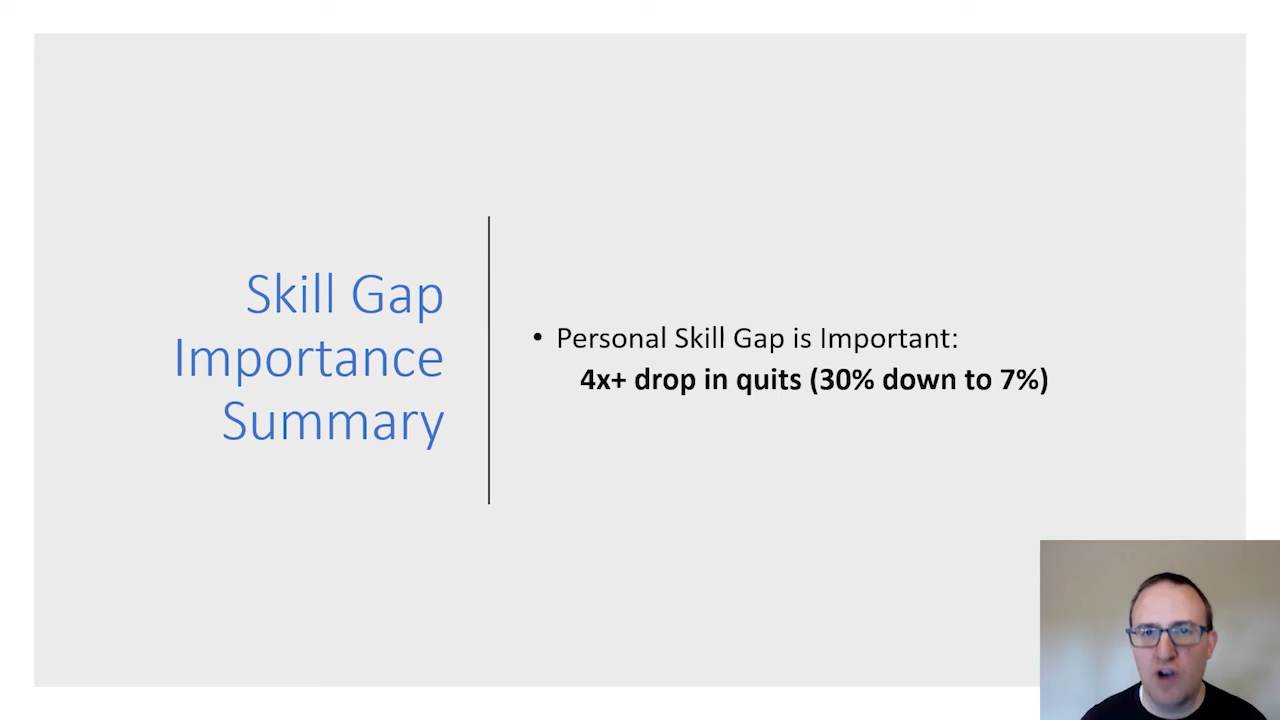 Skill Gap
Importance
Summary
• Personal Skill Gap is Important:
4x+ drop in quits (30% down to 7%)